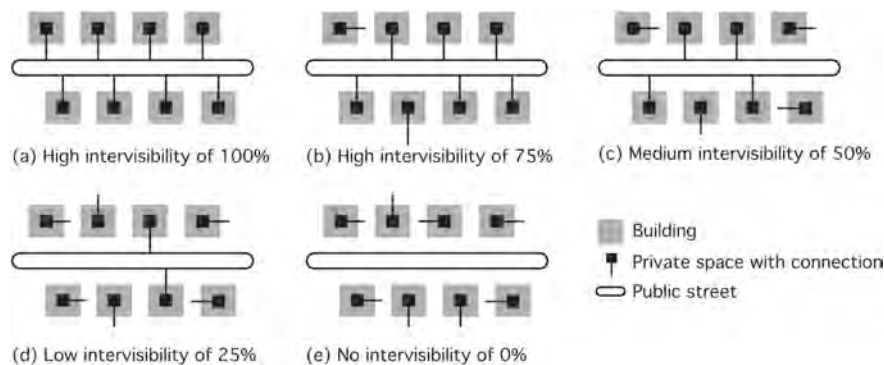 (a) High intervisibility of 100%
(b) High intervisibility of 75%
(c) Medium intervisibility of 50%
(d) Low intervisibility of 25%
(e) No intervisibility of 0%
Building
Private space with connection
Public street